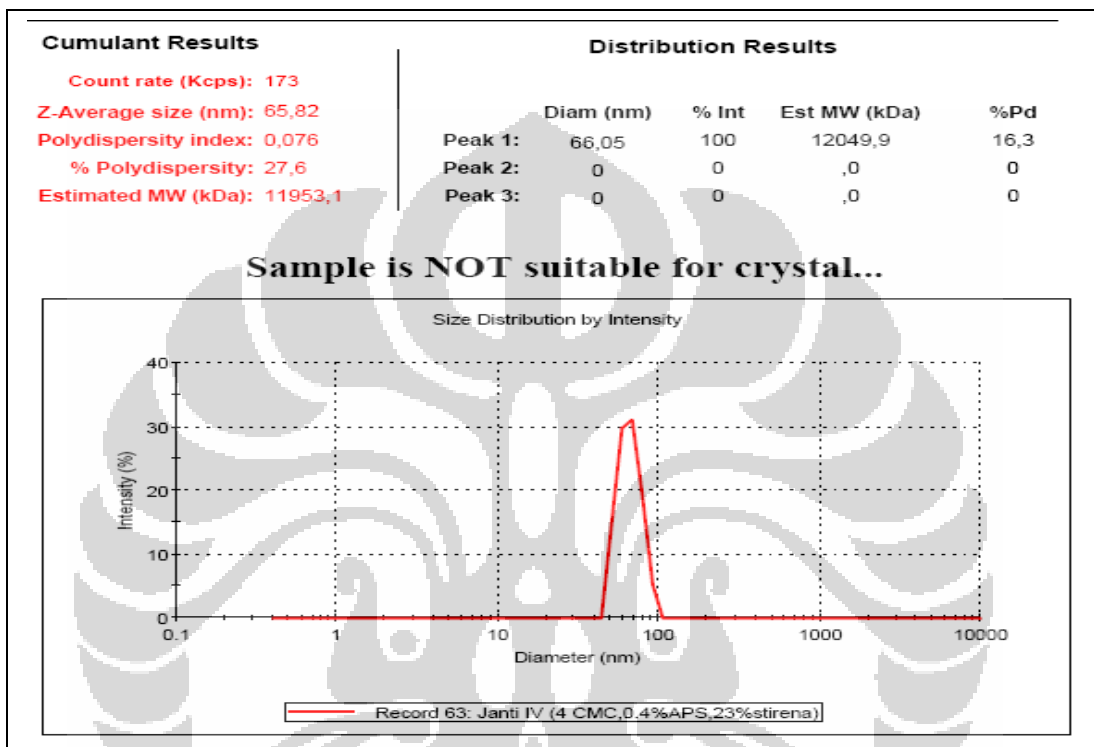 Cumulant Results
Count rate (Kcps): 173
Z-Average size (nm): 65,82
Polydispersity index: 0,076
% Polydispersity: 27,6
Estimated MW (kDa): 11953,1
Distribution Results
Diam (nm) % Int Est MW (kDa) %Pd
Peak 1: 66,05 100 12049,9 16,3
Peak 2: 0 0 ,0 0
Peak 3: 0 0 ,0 0
Sample is NOT suitable for crystal...
Size Distribution by Intensity
Intensity (%)
40
30
20
10
0
0.1 1 10 100 1000 10000
Diameter (nm)
Record 63: Janti IV (4 CMC,0.4%APS,23%stirena)